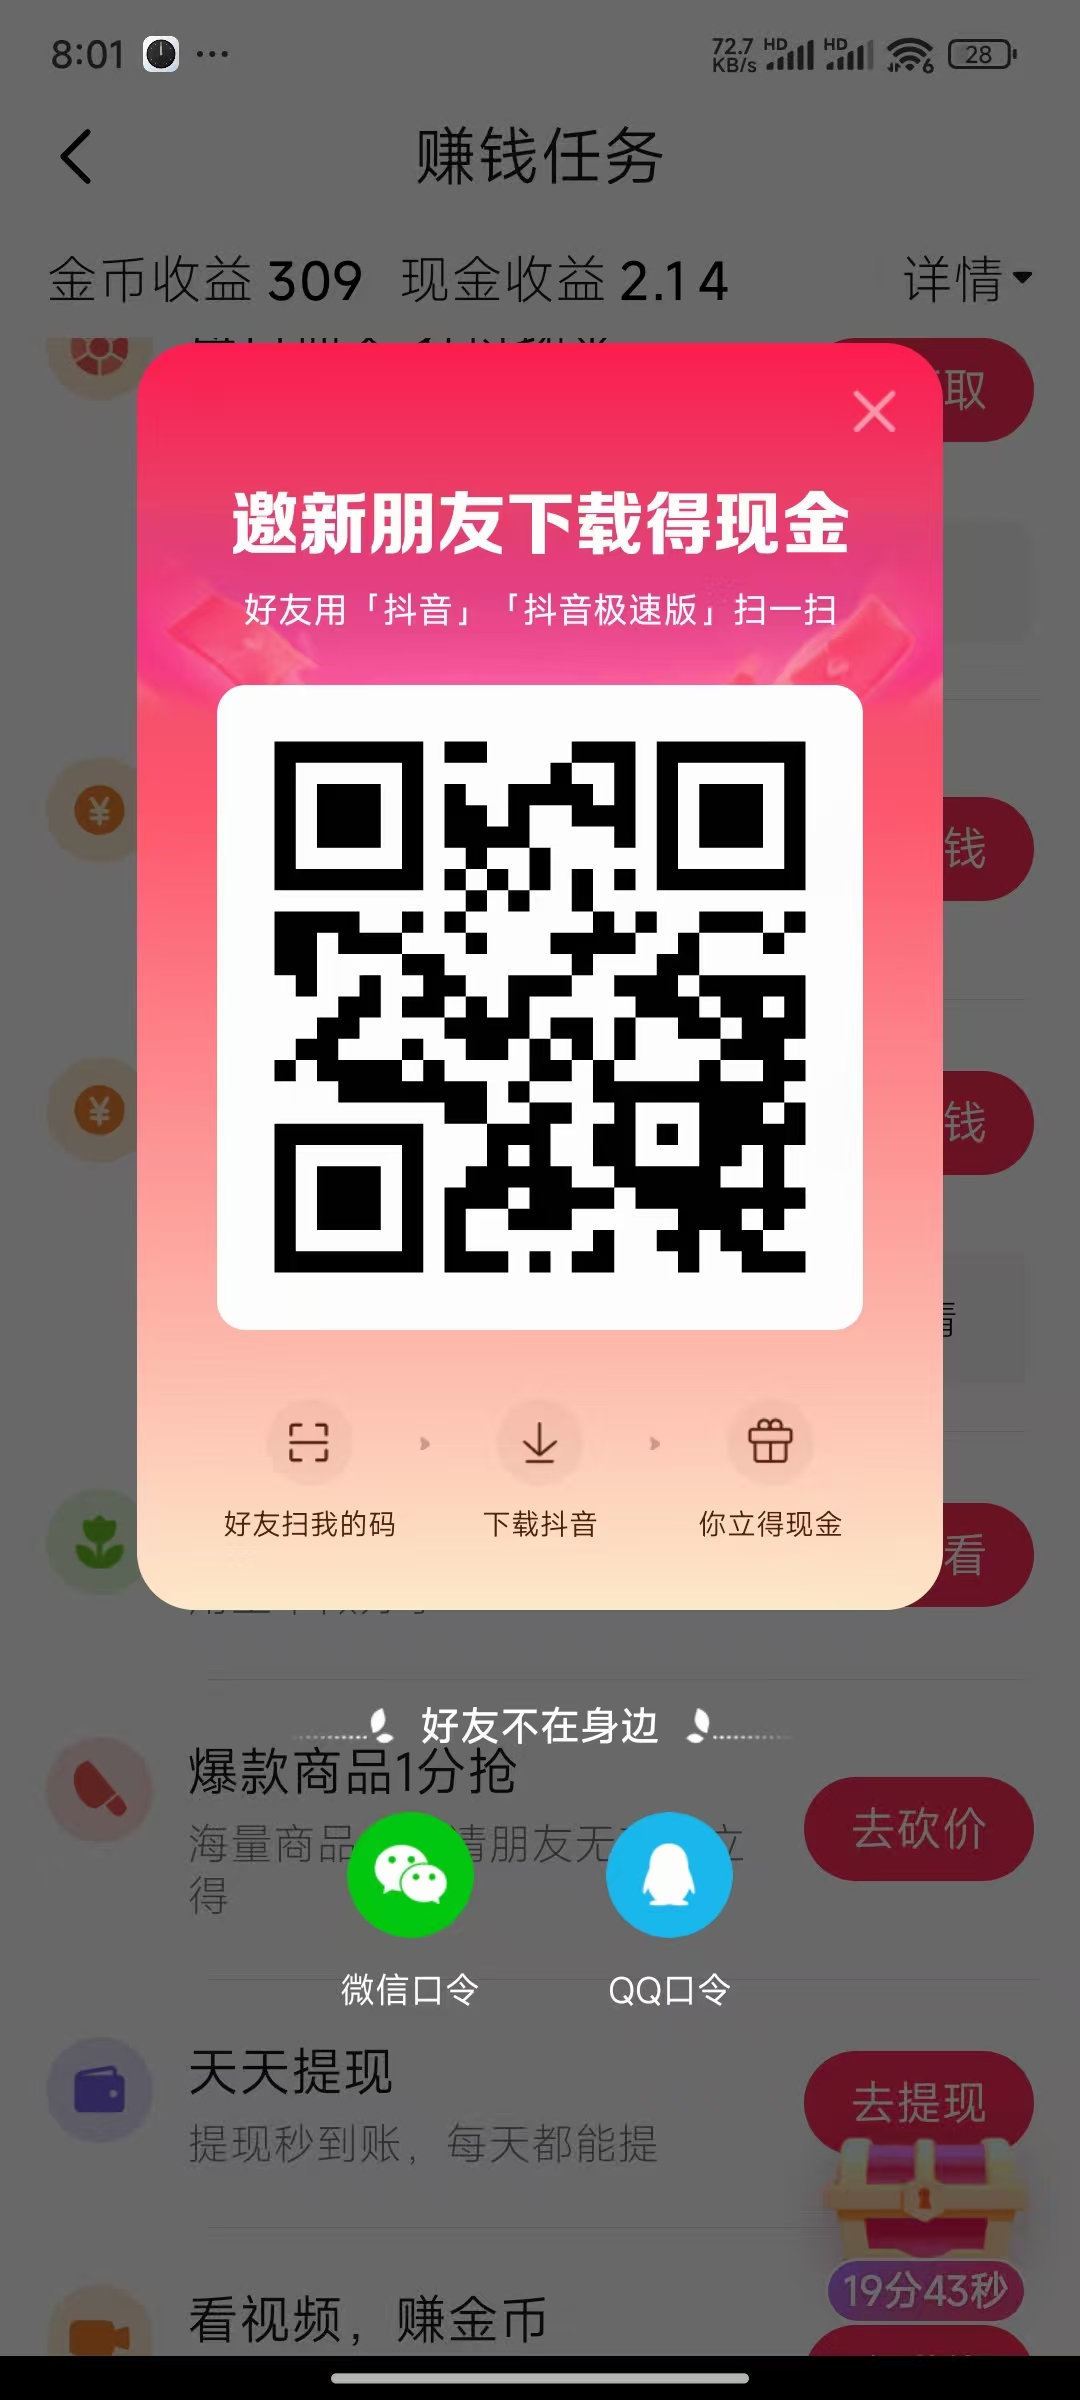 8:01
72.7 KB/s HD HD 6 28
赚钱任务
金币收益 309 现金收益 2.14 详情
取
邀新朋友下载得现金
好友用「抖音」「抖音极速版」扫一扫
钱
钱
好友扫我的码 下载抖音 你立得现金
看
好友不在身边
爆款商品1分抢
去砍价
海量商品 请朋友无 立
得
微信口令 QQ口令
天天提现
去提现
提现秒到账，每天都能提
19分43秒
看视频，赚金币